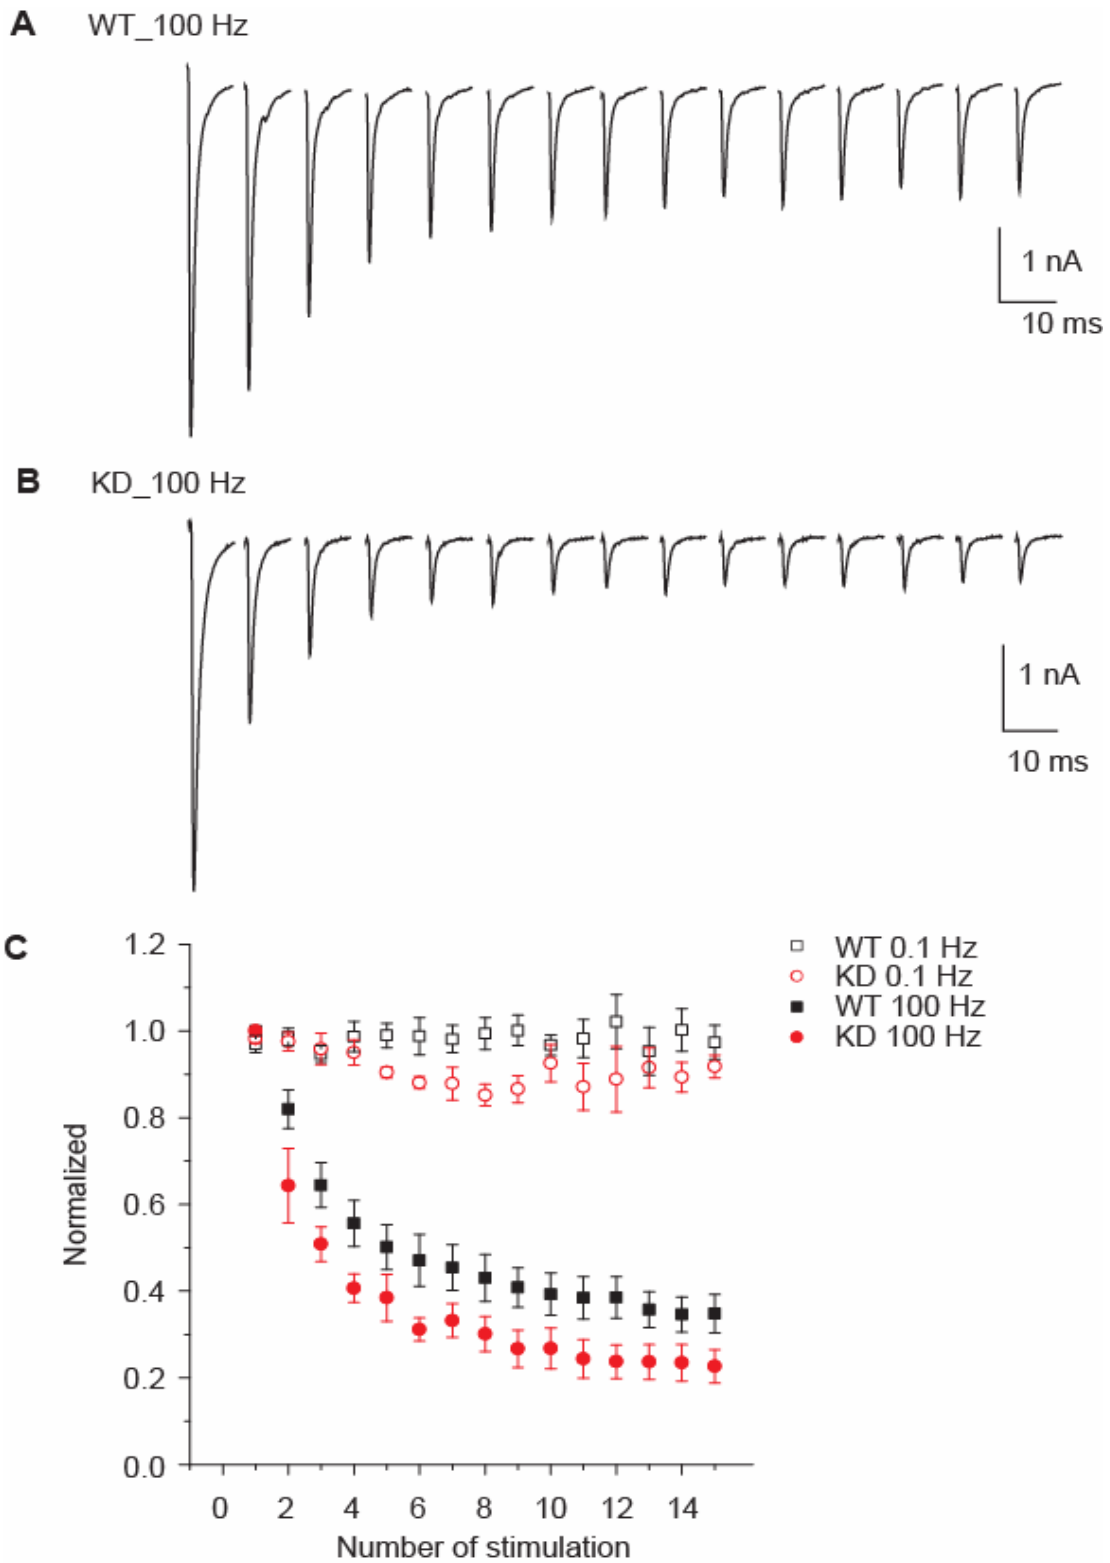 A WT_100 Hz
1 nA
10 ms
B KD_100 Hz
1 nA
10 ms
C
1.2
1.0
0.8
0.6
0.4
0.2
0.0
Normalized
0 2 4 6 8 10 12 14
Number of stimulation
WT 0.1 Hz
KD 0.1 Hz
WT 100 Hz
KD 100 Hz